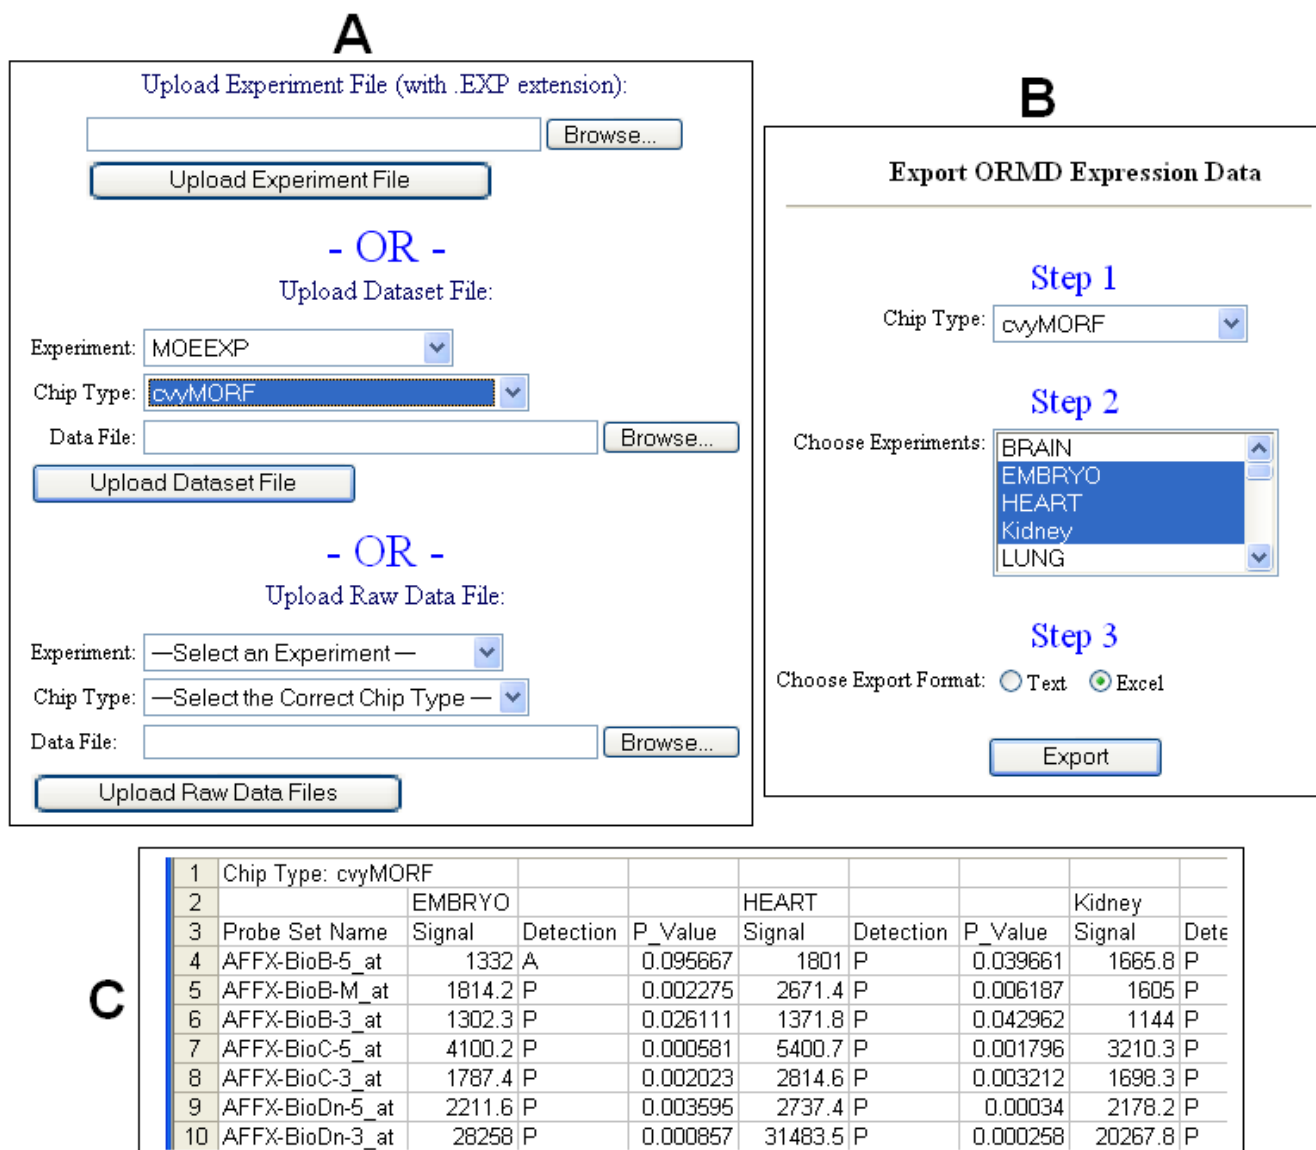 A
Upload Experiment File (with .EXP extension):
Browse...
Upload Experiment File
- OR -
Upload Dataset File:
Experiment: MOEEXP
Chip Type: cvyMORF
Data File: Browse...
Upload Dataset File
- OR -
Upload Raw Data File:
Experiment: —Select an Experiment—
Chip Type: —Select the Correct Chip Type —
Data File: Browse...
Upload Raw Data Files
B
Export ORMD Expression Data
Step 1
Chip Type: cvyMORF
Step 2
Choose Experiments: BRAIN
EMBRYO
HEART
Kidney
LUNG
Step 3
Choose Export Format: Text Excel
Export
C
1 Chip Type: cvyMORF
2 EMBRYO HEART Kidney
3 Probe Set Name Signal Detection P_Value Signal Detection P_Value Signal Dete
4 AFFX-BioB-5_at 1332 A 0.095667 1801 P 0.039661 1665.8 P
5 AFFX-BioB-M_at 1814.2 P 0.002275 2671.4 P 0.006187 1605 P
6 AFFX-BioB-3_at 1302.3 P 0.026111 1371.8 P 0.042962 1144 P
7 AFFX-BioC-5_at 4100.2 P 0.000581 5400.7 P 0.001796 3210.3 P
8 AFFX-BioC-3_at 1787.4 P 0.002023 2814.6 P 0.003212 1698.3 P
9 AFFX-BioDn-5_at 2211.6 P 0.003595 2737.4 P 0.00034 2178.2 P
10 AFFX-BioDn-3_at 28258 P 0.000857 31483.5 P 0.000258 20267.8 P